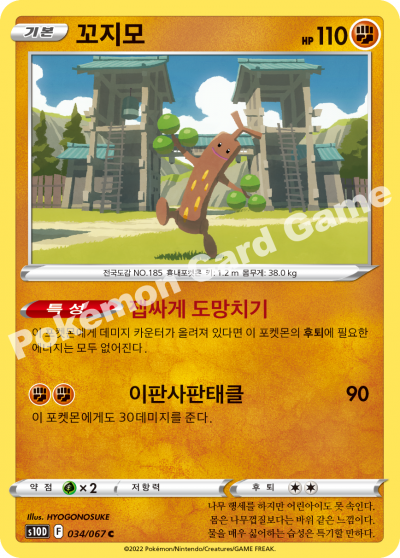 기본 꼬지모 HP 110
전국도감 NO.185 흉내포켓몬 키: 1.2 m 몸무게: 38.0 kg
Pokémon Card Game
특성 잽싸게 도망치기
이 포켓몬에게 데미지 카운터가 올려져 있다면 이 포켓몬의 후퇴에 필요한
에너지는 모두 없어진다.
이판사판태클 90
이 포켓몬에게도 30데미지를 준다.
약점 ×2 저항력 후퇴
Illus. HYOGONOSUKE
s10D F 034/067 C
나무 행세를 하지만 어린아이도 못 속인다.
몸은 나무껍질보다는 바위 같은 느낌이다.
물을 매우 싫어하는 습성은 특기할 만하다.
©2022 Pokémon/Nintendo/Creatures/GAME FREAK.